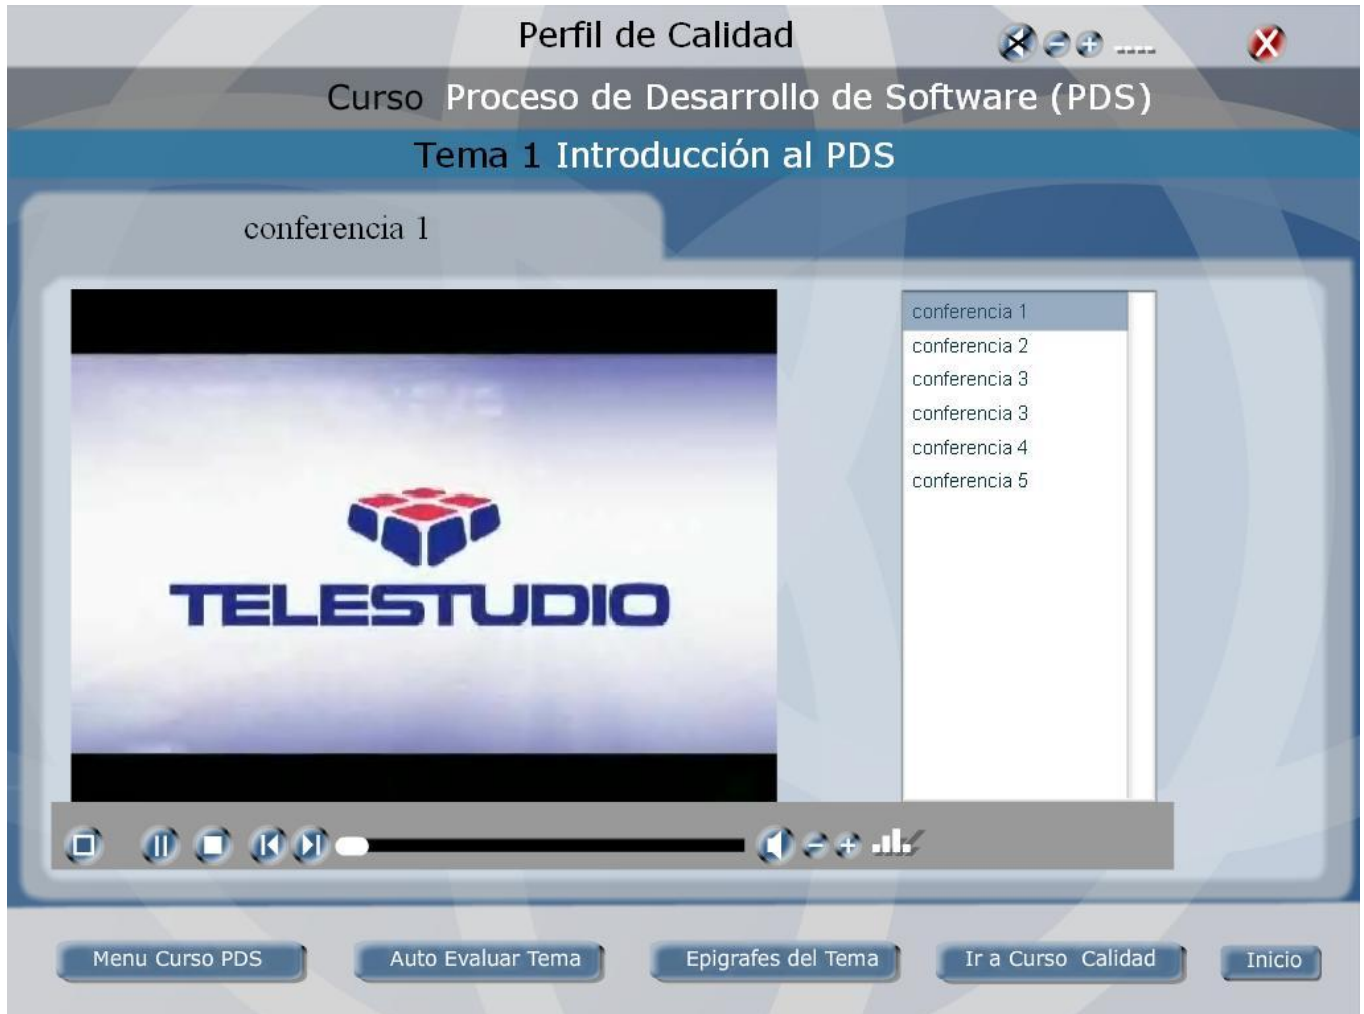 Perfil de Calidad
Curso Proceso de Desarrollo de Software (PDS)
Tema 1 Introducción al PDS
conferencia 1
TELESTUDIO
conferencia 1
conferencia 2
conferencia 3
conferencia 3
conferencia 4
conferencia 5
Menu Curso PDS
Auto Evaluar Tema
Epigrafes del Tema
Ir a Curso Calidad
Inicio